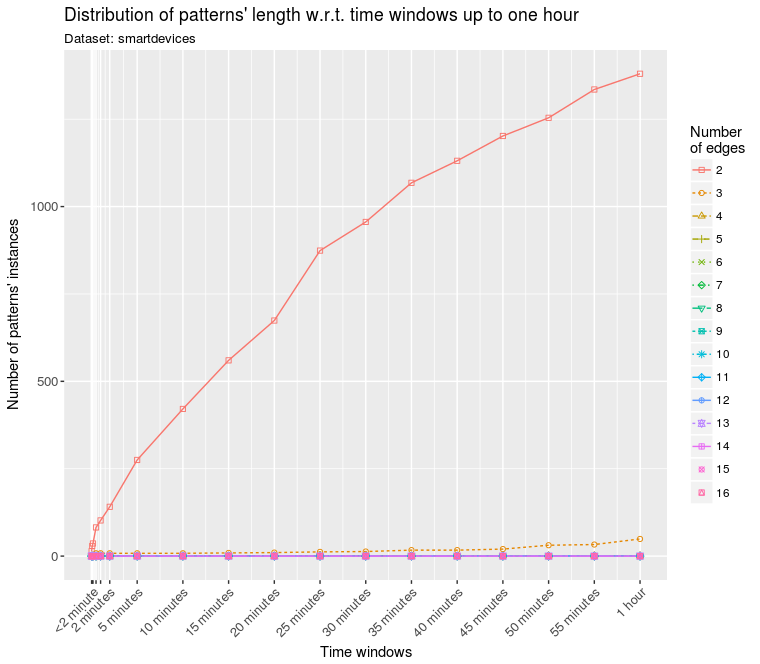 Distribution of patterns' length w.r.t. time windows up to one hour
Dataset: smartdevices
Number of patterns' instances
1000
500
0
<2 minute
2 minutes
5 minutes
10 minutes
15 minutes
20 minutes
25 minutes
30 minutes
35 minutes
40 minutes
45 minutes
50 minutes
55 minutes
1 hour
Time windows
Number
of edges
2
3
4
5
6
7
8
9
10
11
12
13
14
15
16